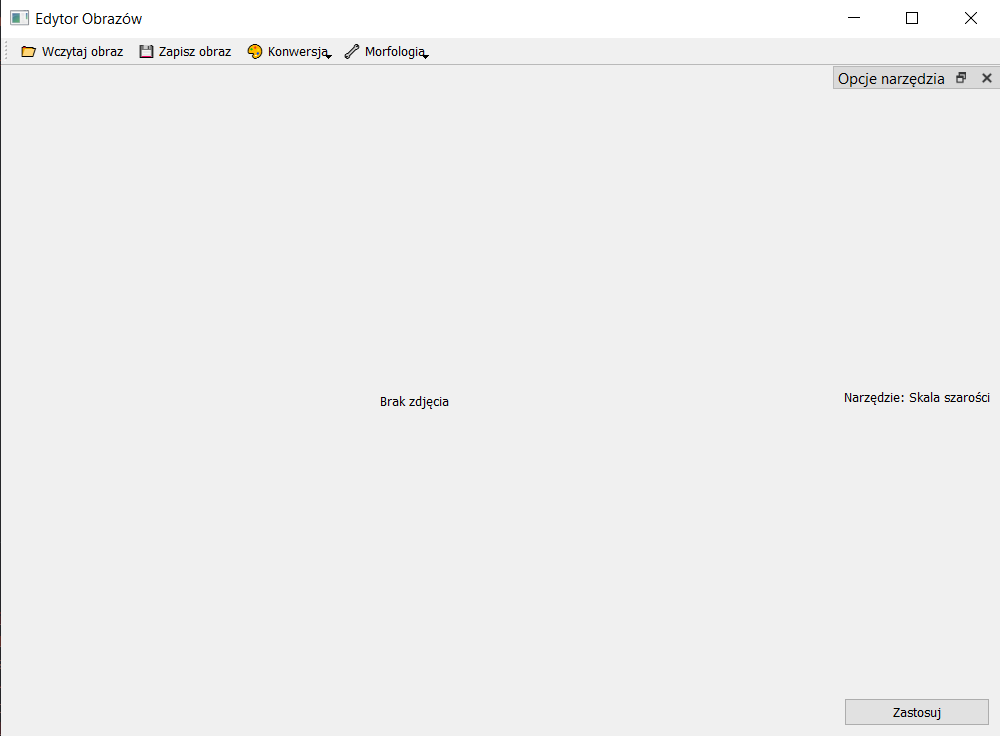 Edytor Obrazów
Wczytaj obraz Zapisz obraz Konwersja Morfologia
Opcje narzędzia
Brak zdjęcia
Narzędzie: Skala szarości
Zastosuj